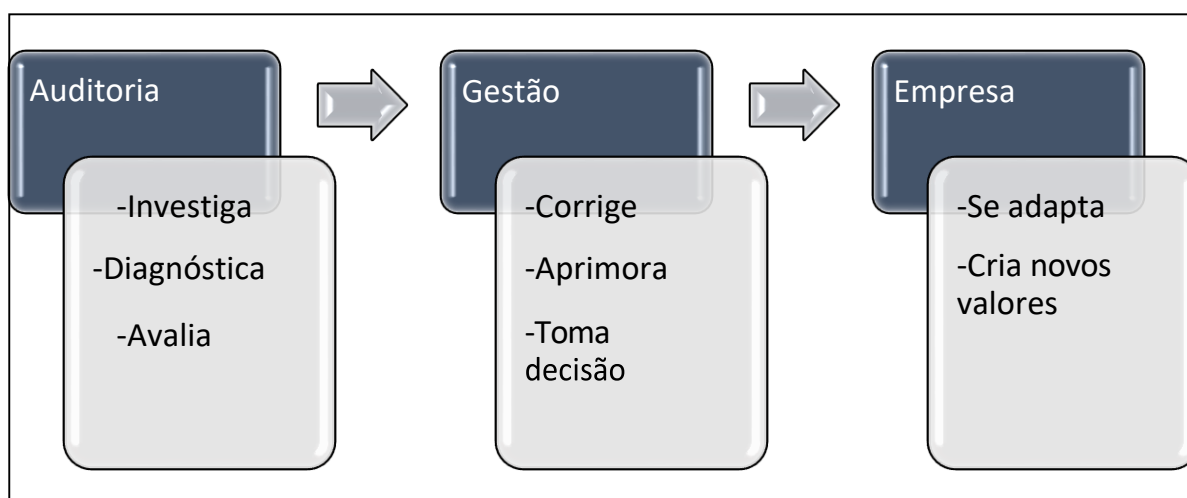 Auditoria
-Investiga
-Diagnóstica
-Avalia
Gestão
-Corrige
-Aprimora
-Toma
decisão
Empresa
-Se adapta
-Cria novos
valores